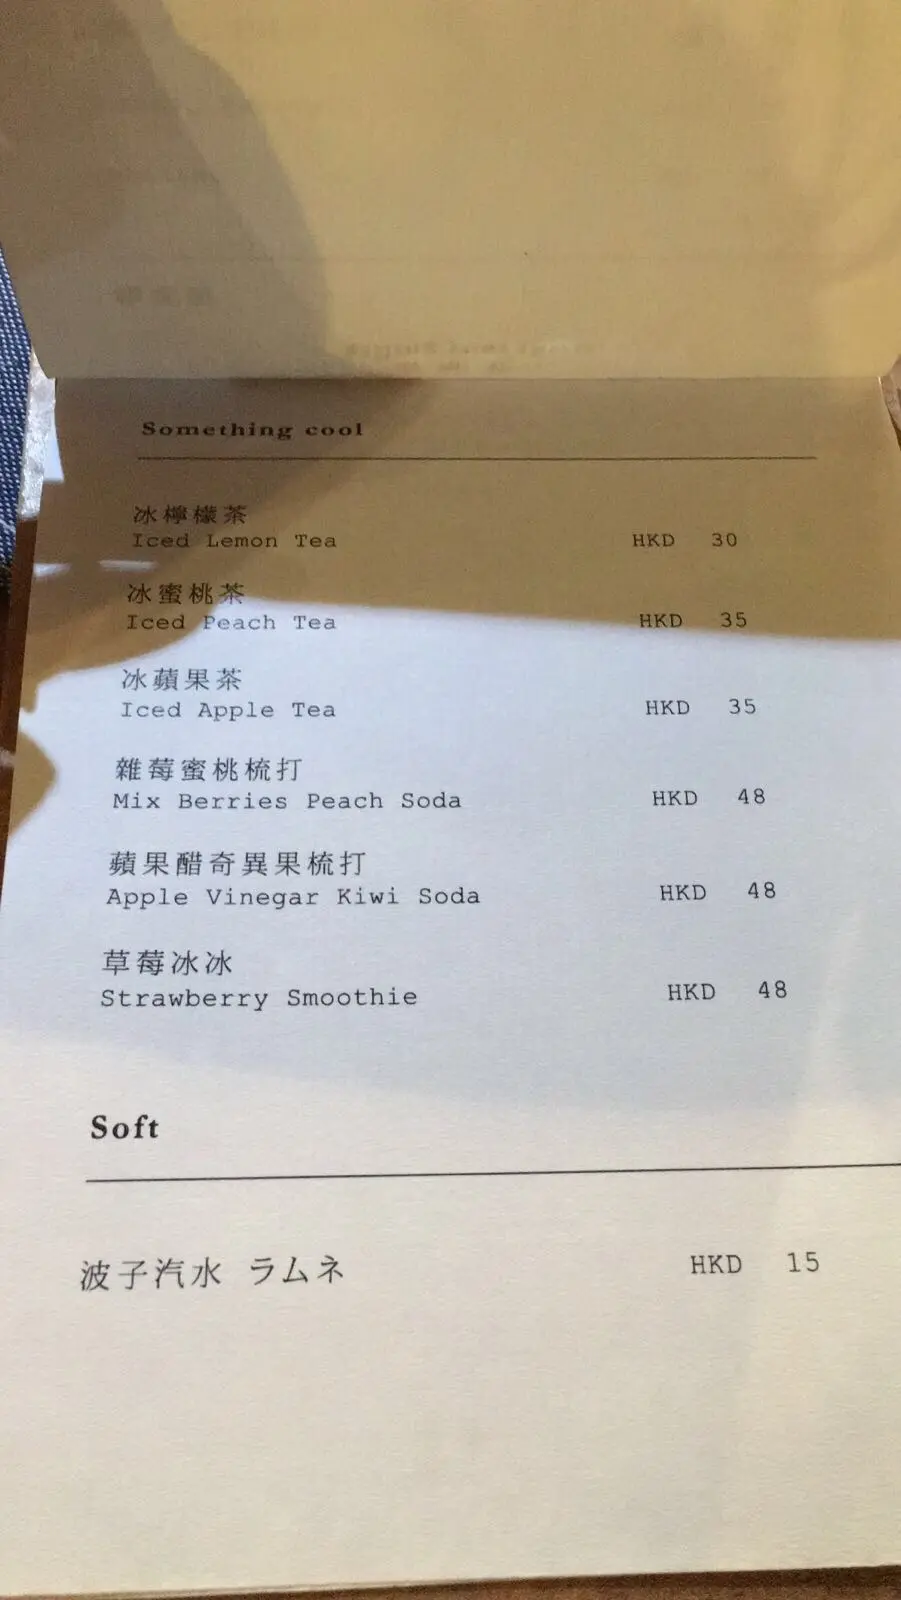 Something cool
冰檸檬茶
Iced Lemon Tea HKD 30
冰蜜桃茶
Iced Peach Tea HKD 35
冰蘋果茶
Iced Apple Tea HKD 35
雜莓蜜桃梳打
Mix Berries Peach Soda HKD 48
蘋果醋奇異果梳打
Apple Vinegar Kiwi Soda HKD 48
草莓冰冰
Strawberry Smoothie HKD 48
Soft
波子汽水 ラムネ HKD 15